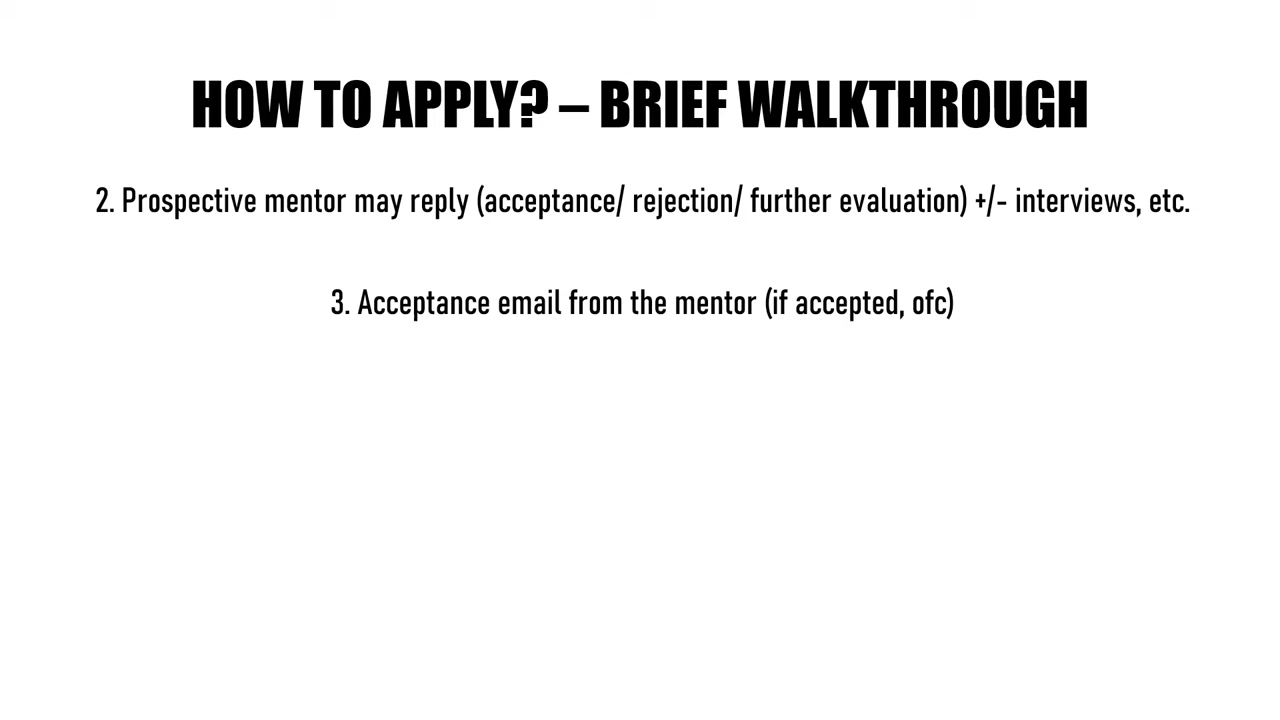 HOW TO APPLY? – BRIEF WALKTHROUGH
2. Prospective mentor may reply (acceptance/ rejection/ further evaluation) +/- interviews, etc.
3. Acceptance email from the mentor (if accepted, ofc)